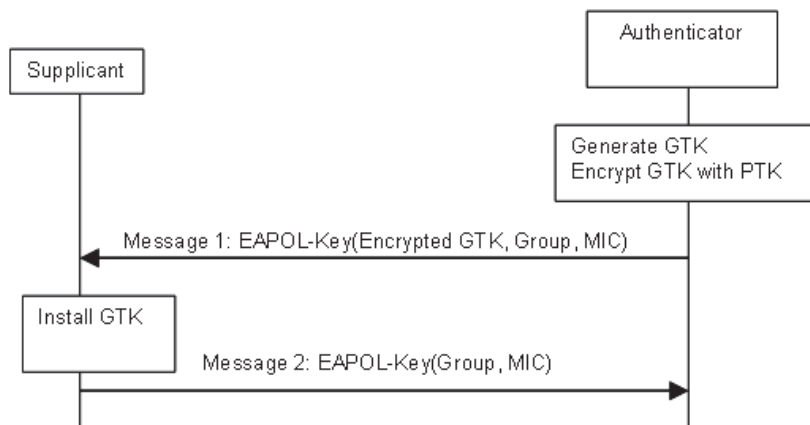 Authenticator
Supplicant
Generate GTK
Encrypt GTK with PTK
Message 1: EAPOL-Key(Encrypted GTK, Group, MIC)
Install GTK
Message 2: EAPOL-Key(Group, MIC)